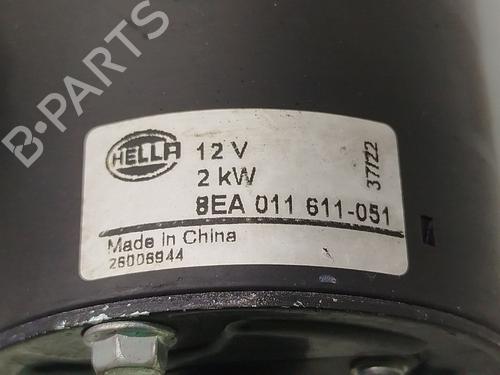 B-PARTS
HELLA
12 V
2 kW
8EA 011 611-051
37/22
Made in China
26006944